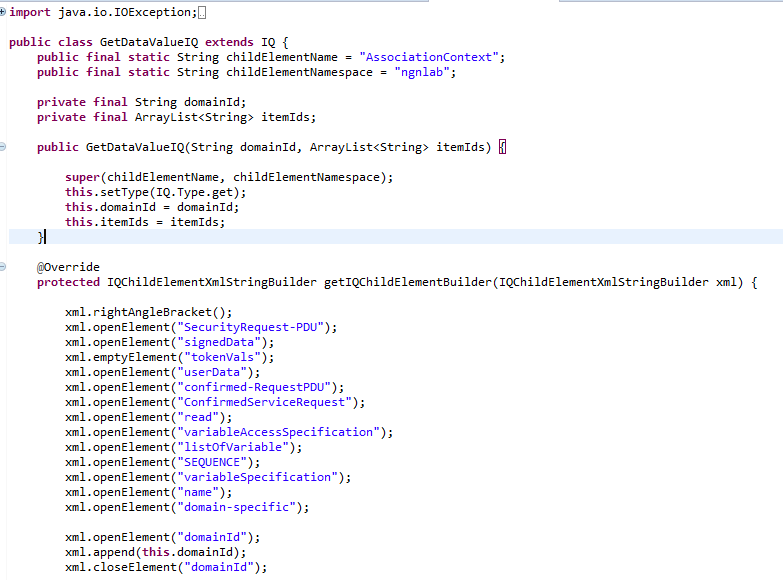 import java.io.IOException;
public class GetDataValueIQ extends IQ {
public final static String childElementName = "AssociationContext";
public final static String childElementNamespace = "ngnlab";
private final String domainId;
private final ArrayList<String> itemIds;
public GetDataValueIQ(String domainId, ArrayList<String> itemIds) {
super(childElementName, childElementNamespace);
this.setType(IQ.Type.get);
this.domainId = domainId;
this.itemIds = itemIds;
}
@Override
protected IQChildElementXmlStringBuilder getIQChildElementBuilder(IQChildElementXmlStringBuilder xml) {
xml.rightAngleBracket();
xml.openElement("SecurityRequest-PDU");
xml.openElement("signedData");
xml.emptyElement("tokenVals");
xml.openElement("userData");
xml.openElement("confirmed-RequestPDU");
xml.openElement("ConfirmedServiceRequest");
xml.openElement("read");
xml.openElement("variableAccessSpecification");
xml.openElement("listOfVariable");
xml.openElement("SEQUENCE");
xml.openElement("variableSpecification");
xml.openElement("name");
xml.openElement("domain-specific");
xml.openElement("domainId");
xml.append(this.domainId);
xml.closeElement("domainId");